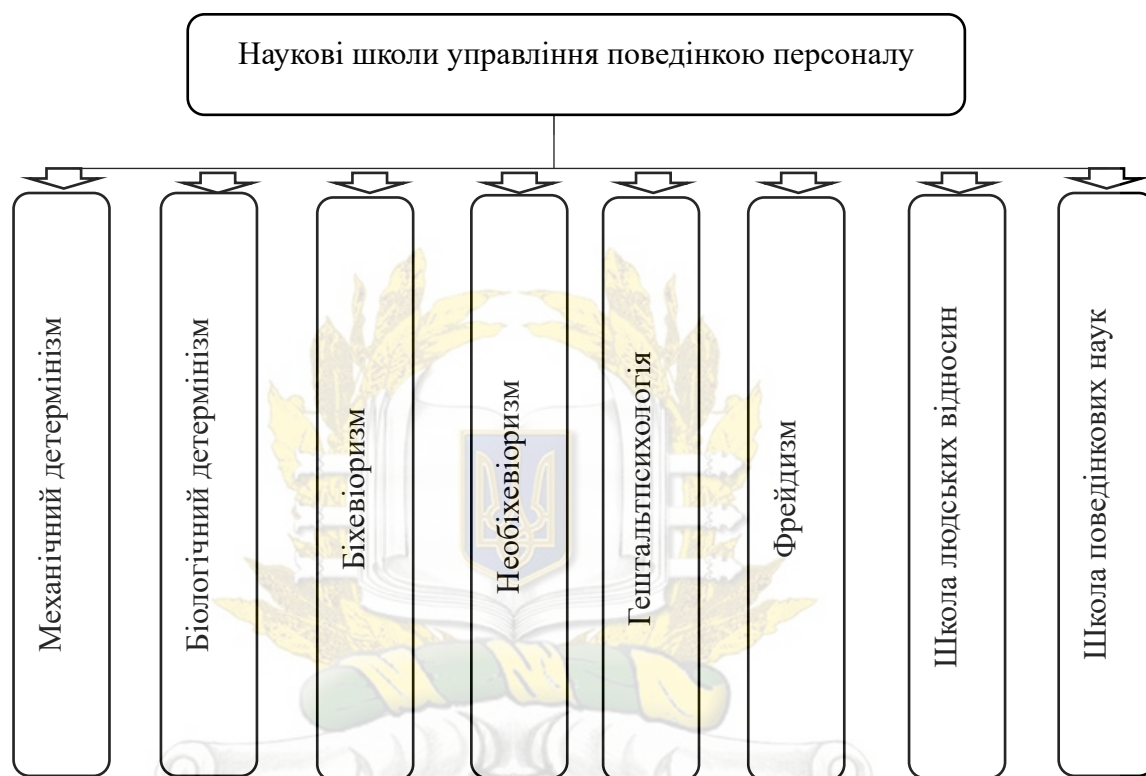 Наукові школи управління поведінкою персоналу
Механічний детермінізм
Біологічний детермінізм
Біхевіоризм
Необіхевіоризм
Гештальтпсихологія
Фрейдизм
Школа людських відносин
Школа поведінкових наук